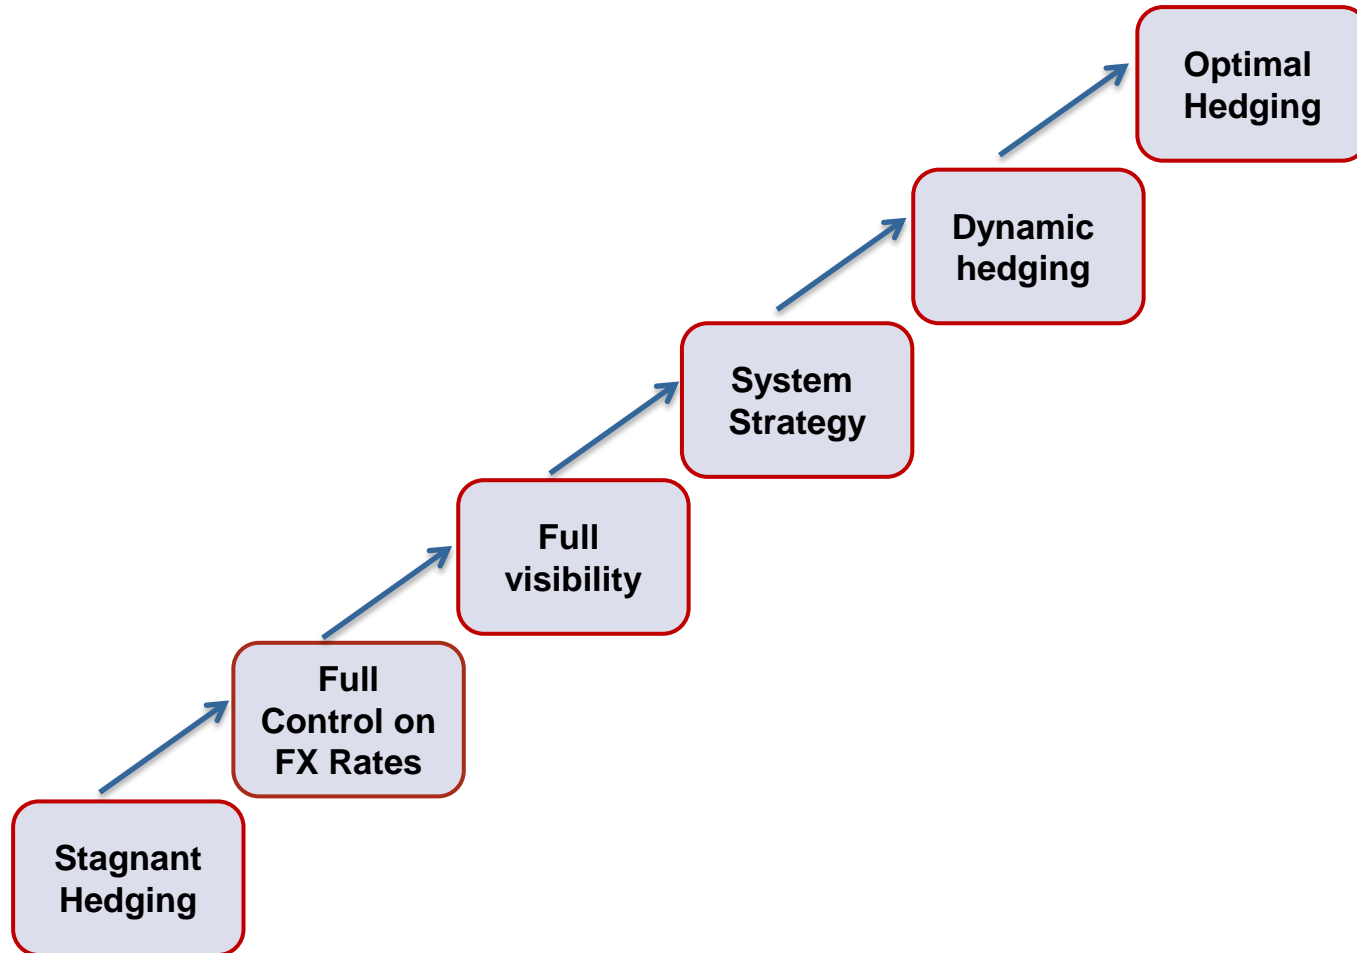 Optimal
Hedging
Dynamic
hedging
System
Strategy
Full
visibility
Full
Control on
FX Rates
Stagnant
Hedging